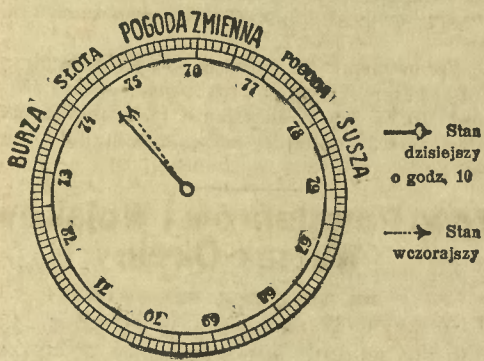 POGODA ZMIENNA
SŁOTA
POGODA
BURZA
SUSZA
76
75
77
74
78
73
79
72
67
71
68
70
69
Stan
dzisiejszy
o godz, 10
Stan
wczorajszy